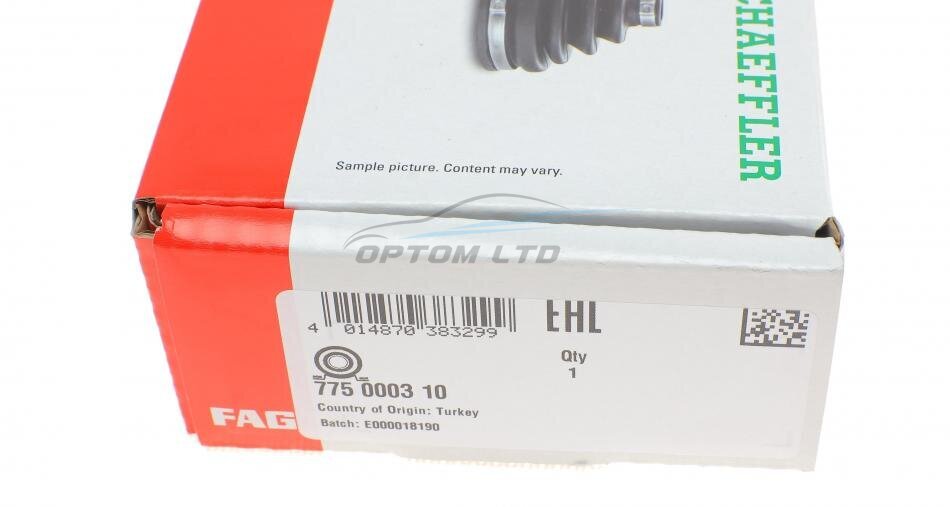 SCHAEFFLER
Sample picture. Content may vary.
OPTOM LTD
4 014870 383299
EAC
Qty
1
775 0003 10
Country of Origin: Turkey
Batch: E000018190
FAG